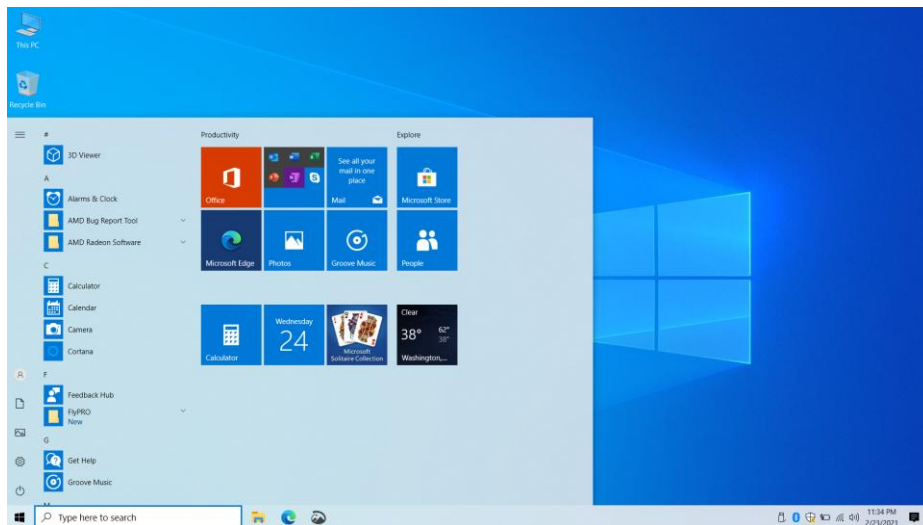 This PC
Recycle Bin
#
3D Viewer
A
Alarms & Clock
AMD Bug Report Tool
AMD Radeon Software
C
Calculator
Calendar
Camera
Cortana
F
Feedback Hub
FlyPRO
New
G
Get Help
Groove Music
Productivity
Explore
Office
See all your
mail in one
place
Mail
Microsoft Store
Microsoft Edge
Photos
Groove Music
People
Calculator
Wednesday
24
Microsoft
Solitaire Collection
Clear
38°
62°
38°
Washington,...
Type here to search
11:34 PM
2/23/2021